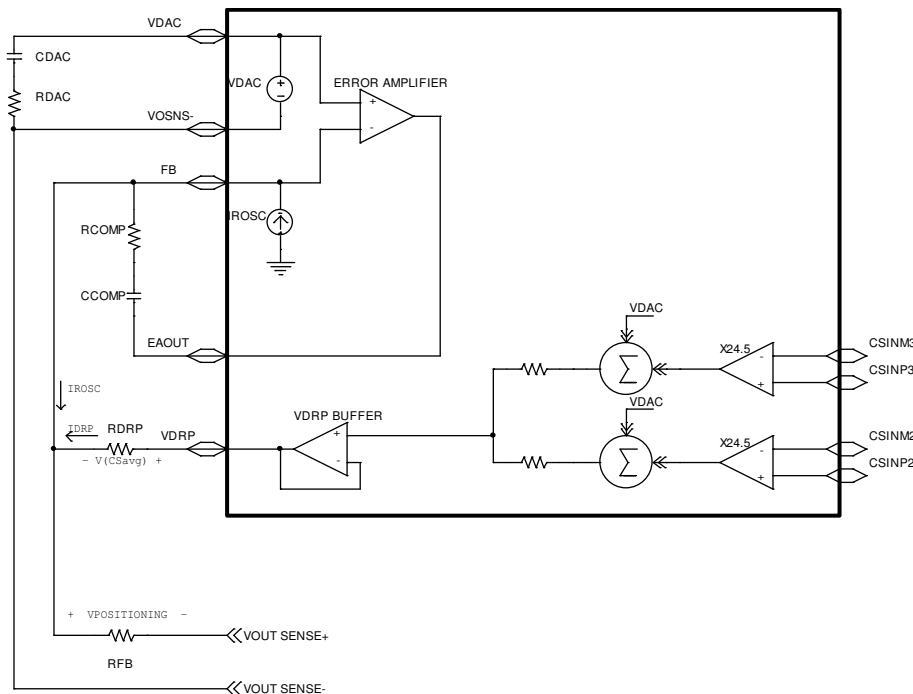 VDAC
CDAC
RDAC
VDAC
+
-
ERROR AMPLIFIER
+
-
VOSNS-
FB
IROSC
RCOMP
CCOMP
EAOUT
VDAC
X24.5
-
+
CSINM3
CSINP3
Σ
IROSC
IDRP
RDRP
- V(CSavg) +
VDRP
VDRP BUFFER
+
-
VDAC
X24.5
-
+
CSINM2
CSINP2
Σ
+ VPOSITIONING -
RFB
VOUT SENSE+
VOUT SENSE-